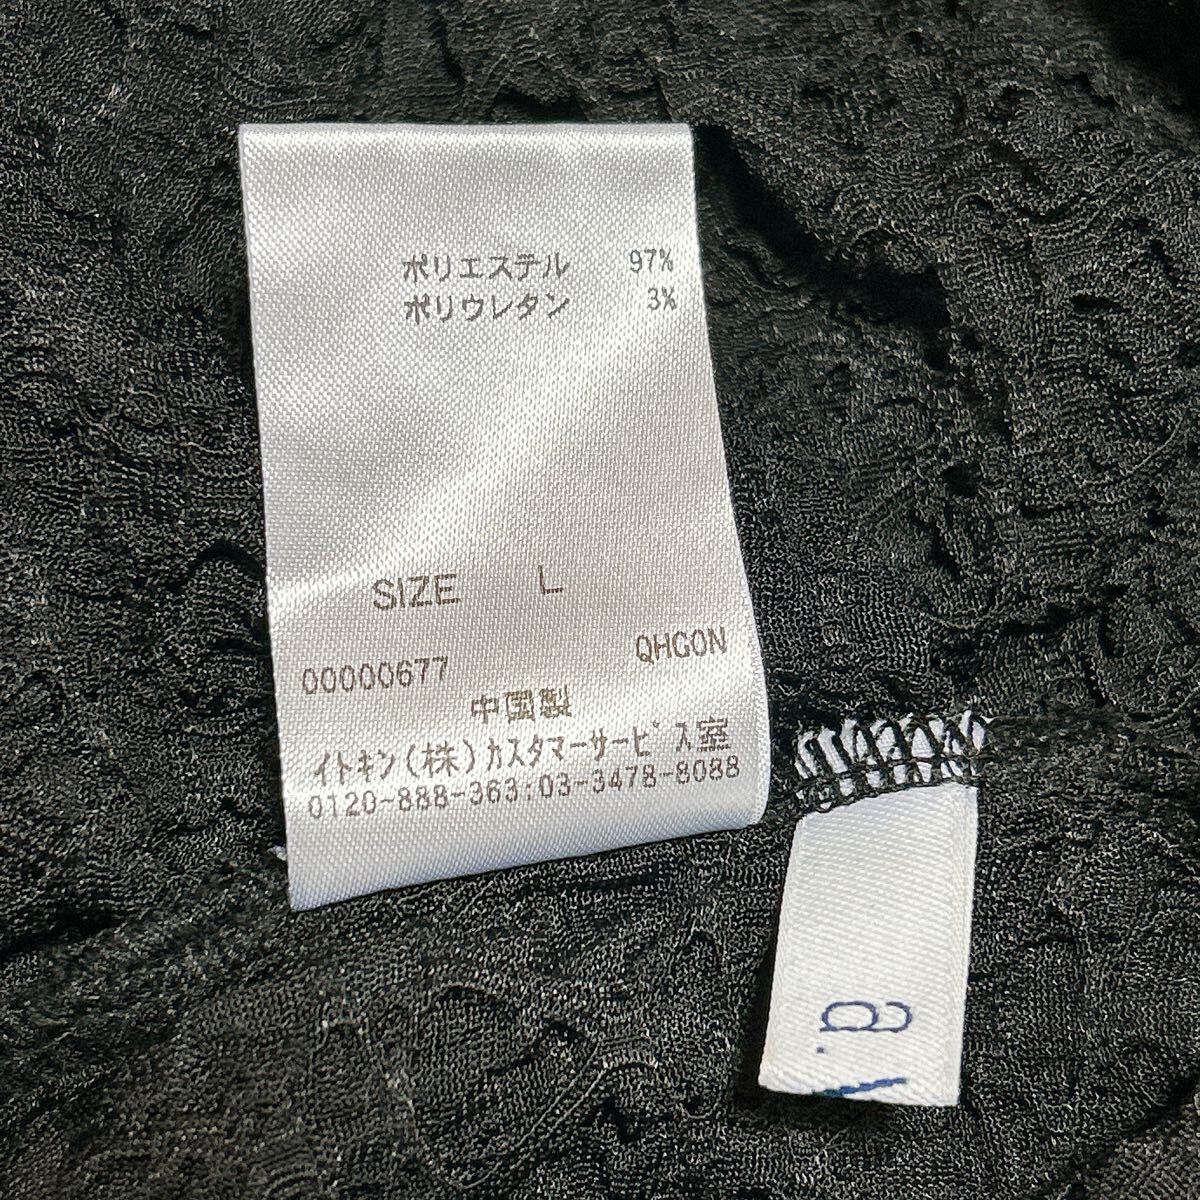 ポリエステル 97%
ポリウレタン 3%
SIZE L
00000677 QHGON
中国製
イトキン(株)カスタマーサービス室
0120-888-363:03-3478-8088
a.